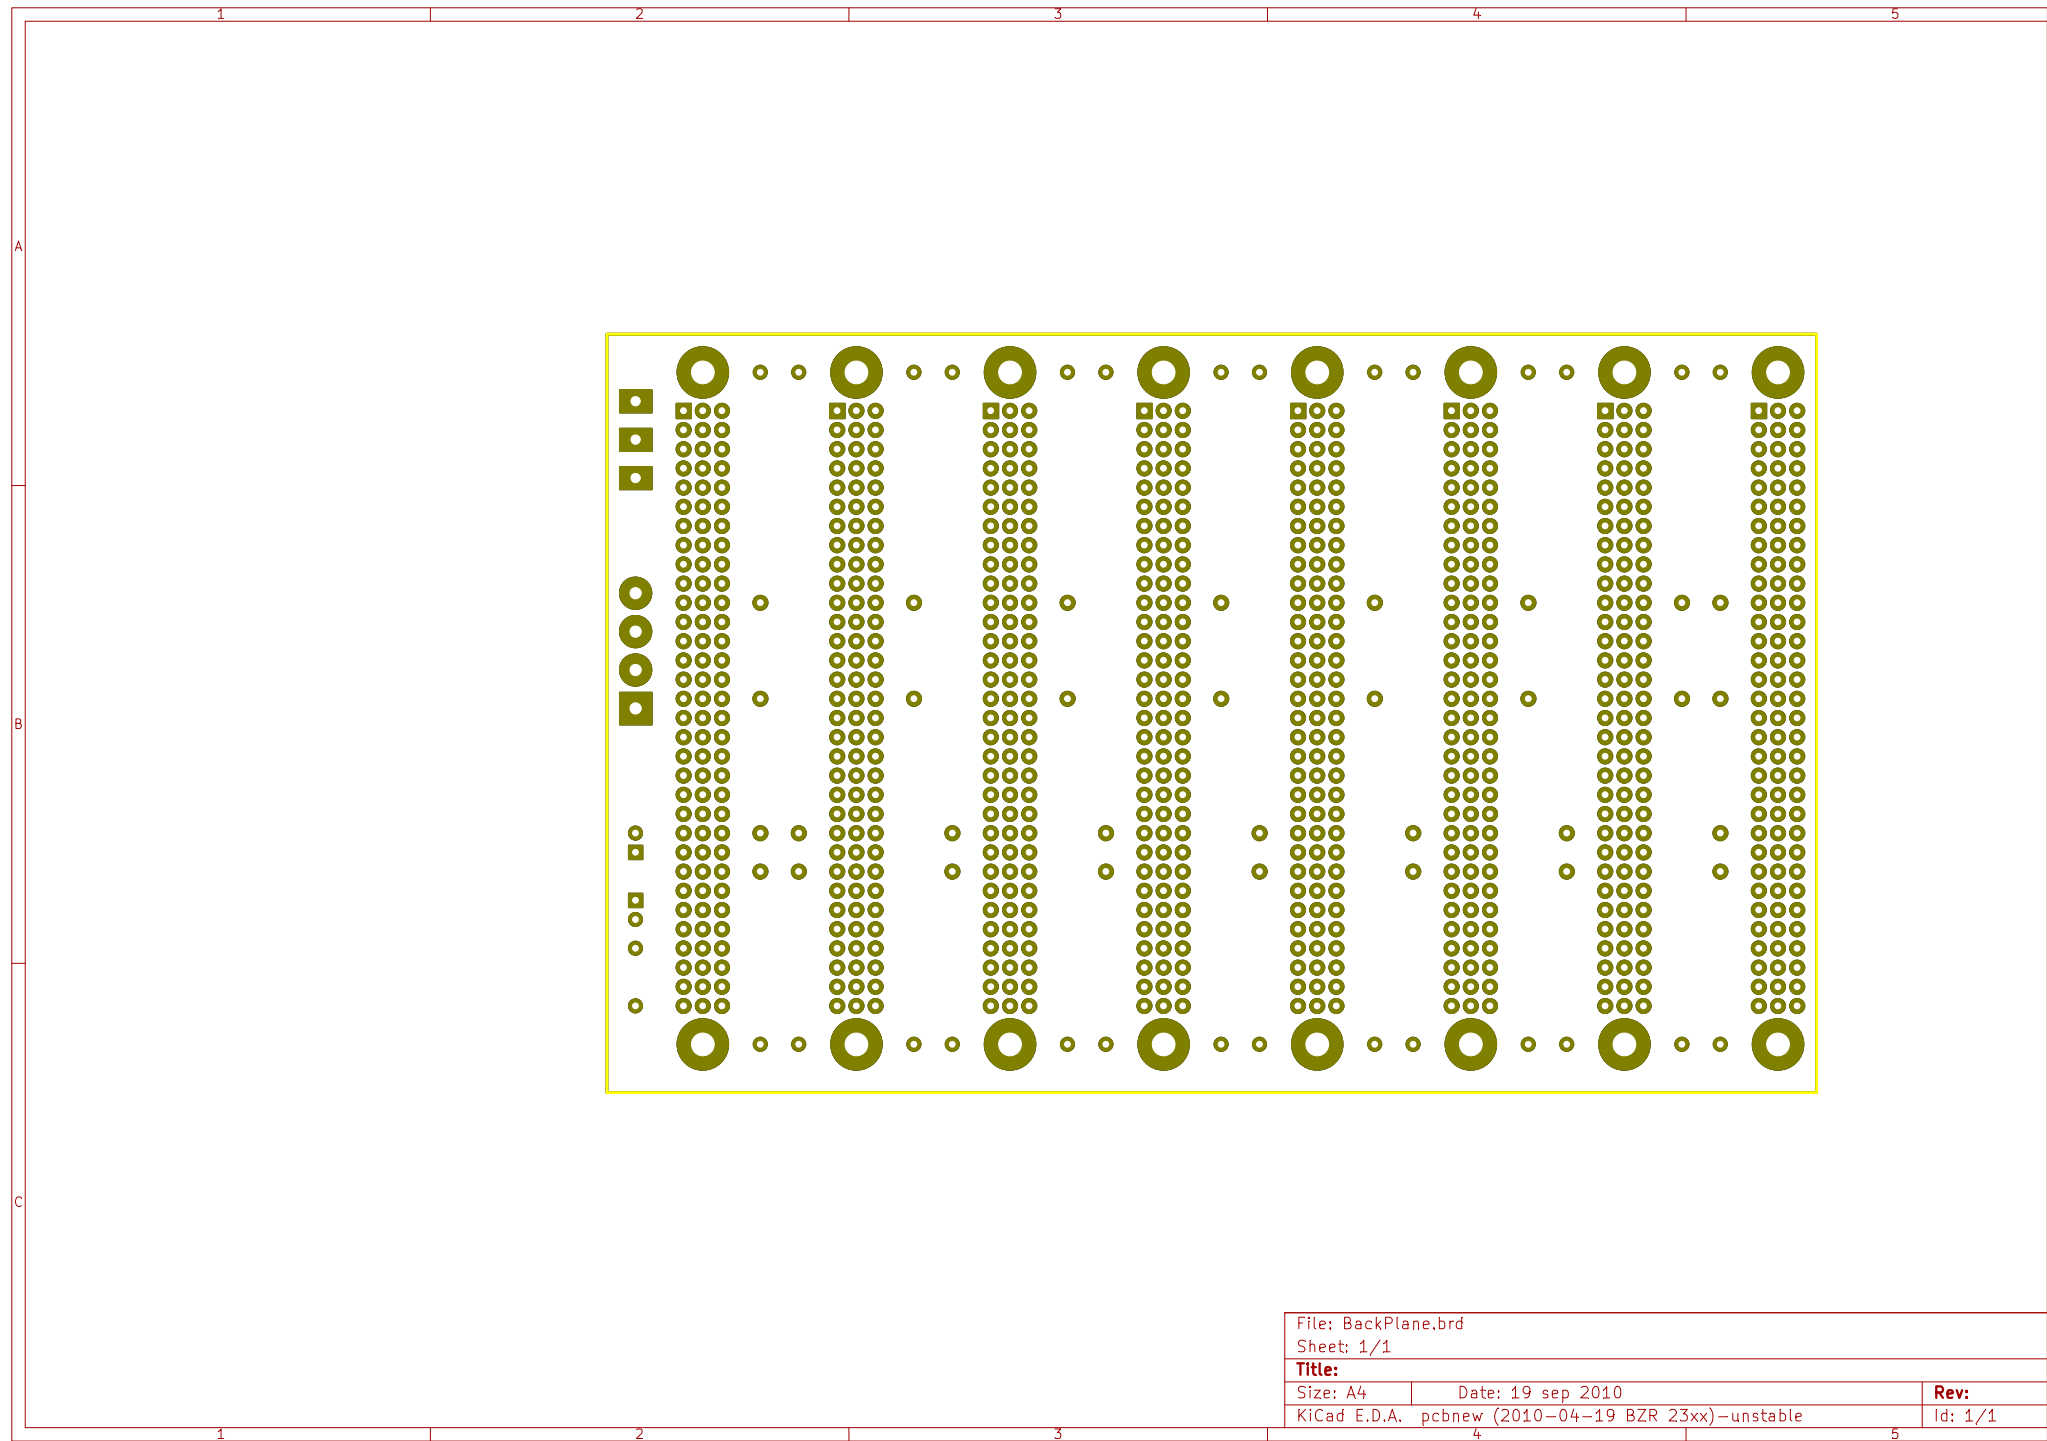 1 2 3 4 5
A
B
C
File: BackPlane.brd
Sheet: 1/1
Title:
Size: A4 Date: 19 sep 2010 Rev:
KiCad E.D.A. pcbnew (2010-04-19 BZR 23xx)-unstable Id: 1/1
1 2 3 4 5